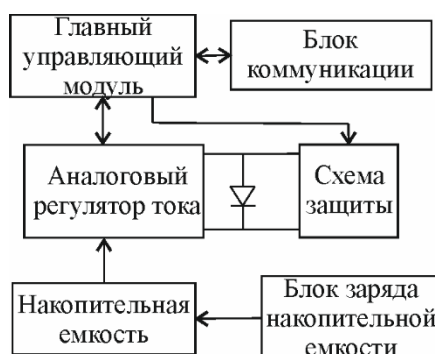 Главный
управляющий
модуль
Блок
коммуникации
Аналоговый
регулятор тока
Схема
защиты
Накопительная
емкость
Блок заряда
накопительной
емкости